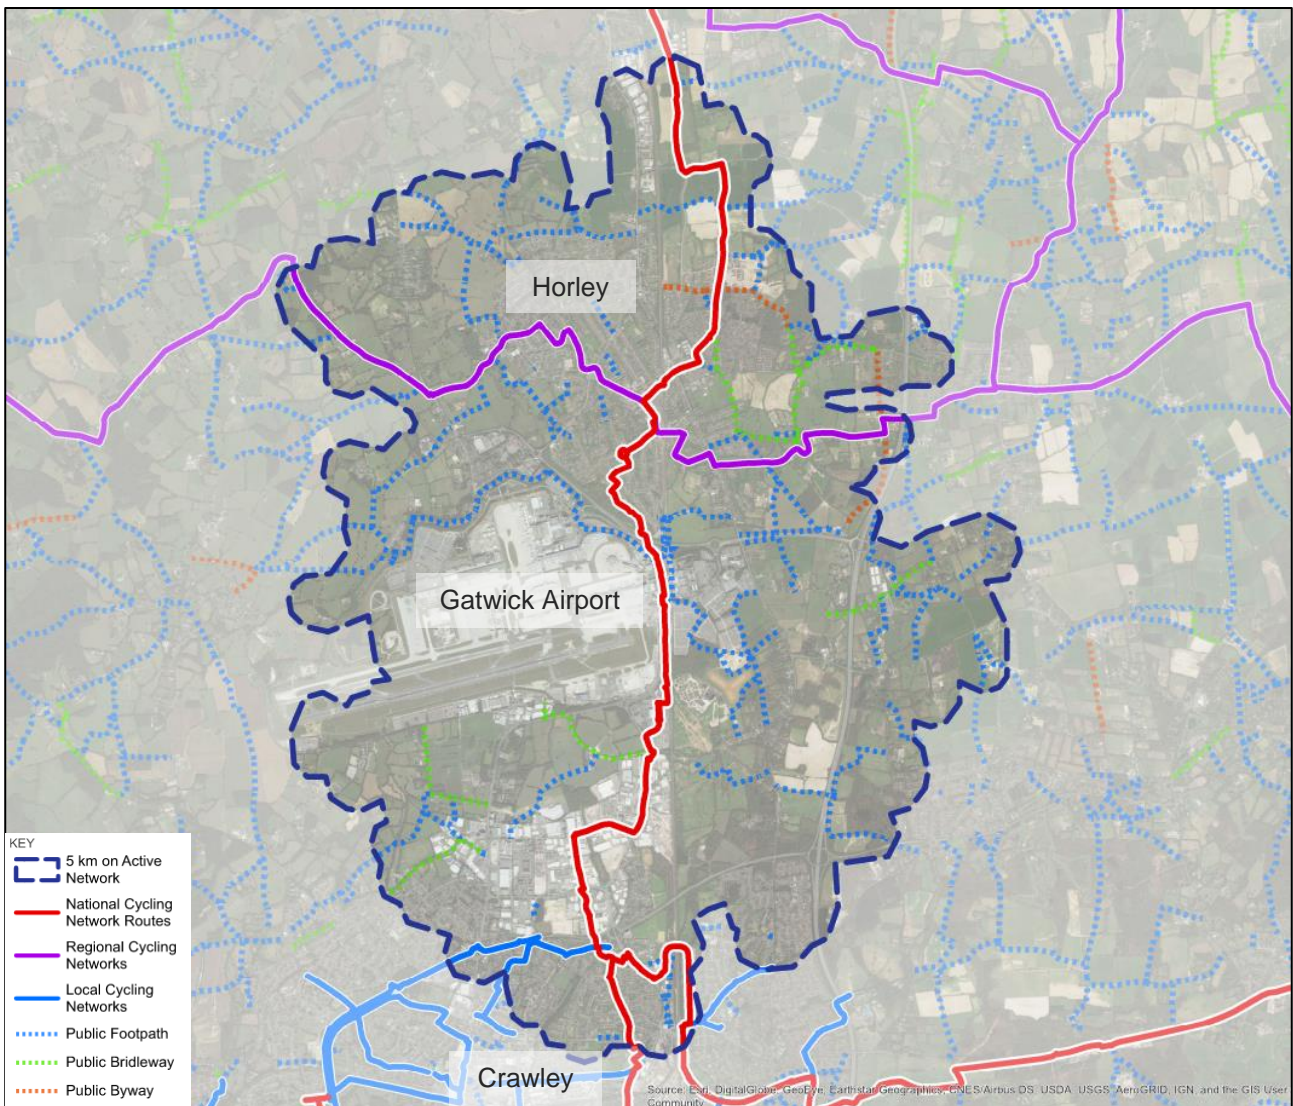 Horley
Gatwick Airport
Crawley
KEY
5 km on Active
Network
National Cycling
Network Routes
Regional Cycling
Networks
Local Cycling
Networks
Public Footpath
Public Bridleway
Public Byway
Source: Esri, DigitalGlobe, GeoEye, Earthstar Geographics, CNES/Airbus DS, USDA, USGS, AeroGRID, IGN, and the GIS User
Community